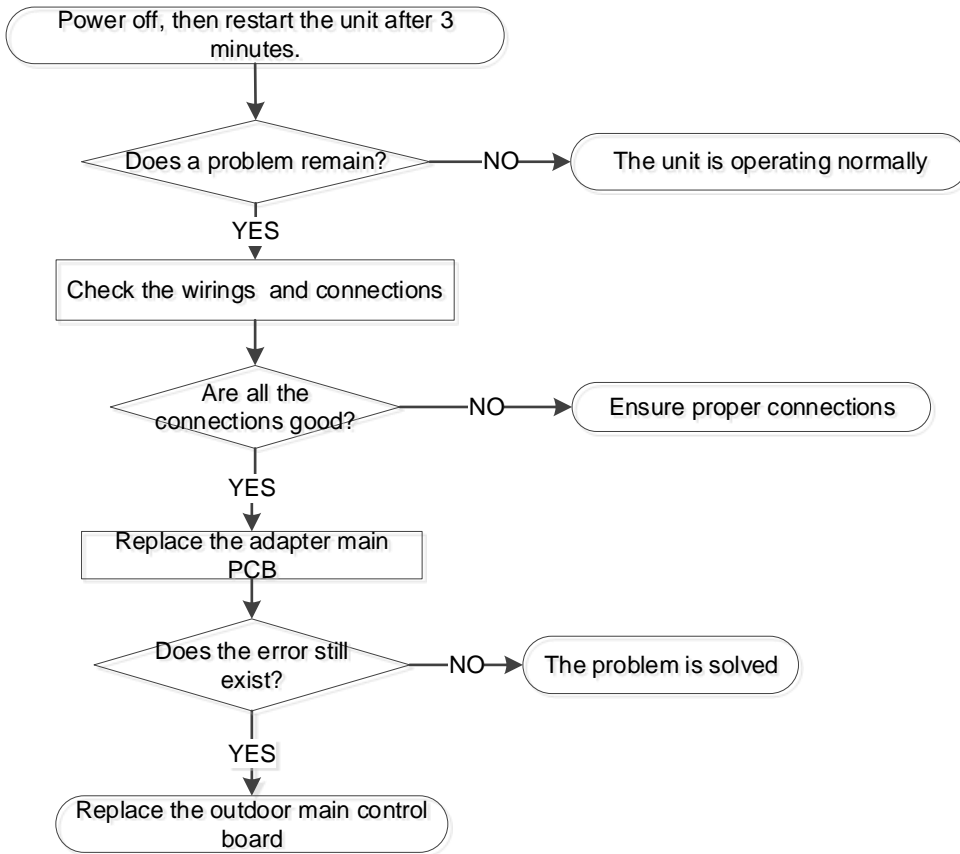 Power off, then restart the unit after 3
minutes.
Does a problem remain?
NO
The unit is operating normally
YES
Check the wirings and connections
Are all the
connections good?
NO
Ensure proper connections
YES
Replace the adapter main
PCB
Does the error still
exist?
NO
The problem is solved
YES
Replace the outdoor main control
board